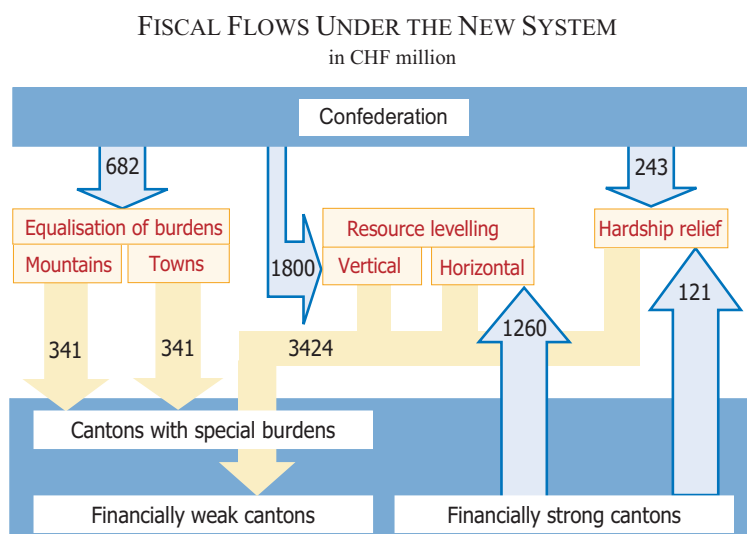 FISCAL FLOWS UNDER THE NEW SYSTEM
in CHF million
Confederation
682
243
Equalisation of burdens
Resource levelling
Hardship relief
Mountains Towns
1800
Vertical Horizontal
121
1260
341 341 3424
Cantons with special burdens
Financially weak cantons
Financially strong cantons